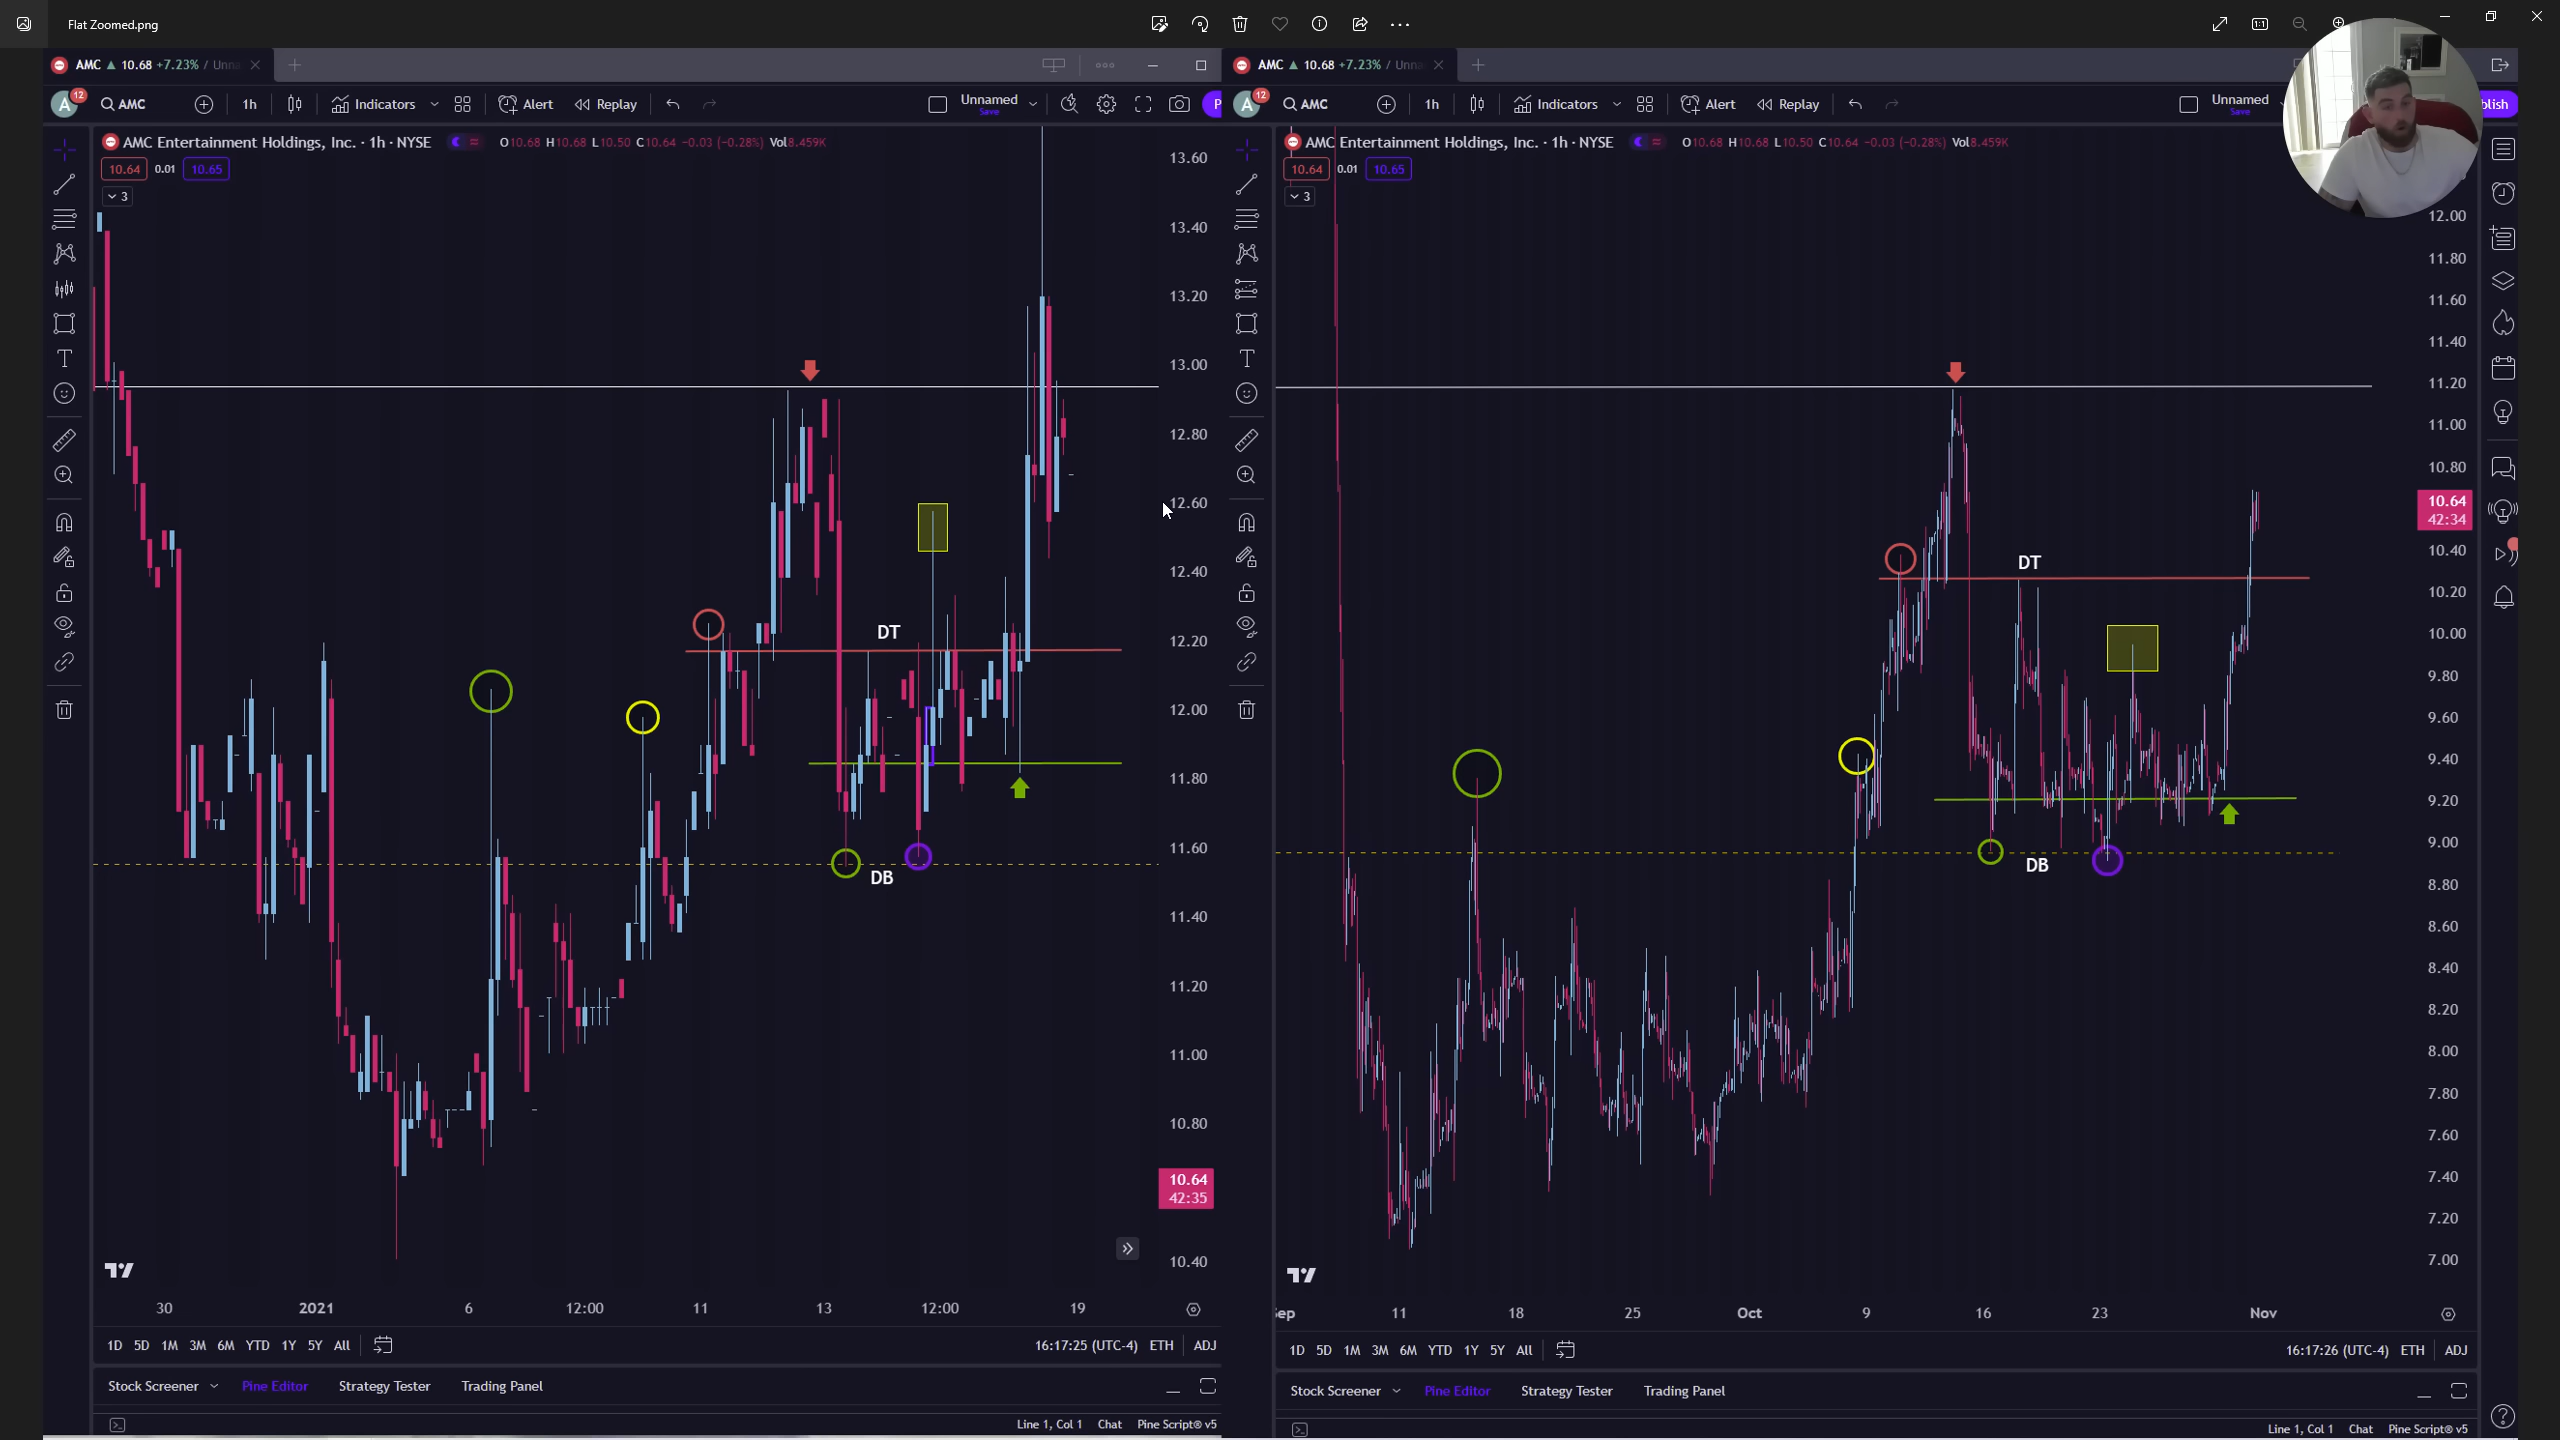 Flat Zoomed.png
AMC ▲ 10.68 +7.23% / Unna
AMC ▲ 10.68 +7.23% / Unna
A 12 AMC 1h Indicators Alert Replay Unnamed Save P
A 12 AMC 1h Indicators Alert Replay Unnamed Save blish
AMC Entertainment Holdings, Inc. · 1h · NYSE O10.68 H10.68 L10.50 C10.64 -0.03 (-0.28%) Vol8.459K
10.64 0.01 10.65
3
13.60
13.40
13.20
13.00
12.80
12.60
12.40
12.20
12.00
11.80
11.60
11.40
11.20
11.00
10.80
10.64
42:35
10.40
DT
DB
30 2021 6 12:00 11 13 12:00 19
1D 5D 1M 3M 6M YTD 1Y 5Y All 16:17:25 (UTC-4) ETH ADJ
Stock Screener Pine Editor Strategy Tester Trading Panel
Line 1, Col 1 Chat Pine Script® v5
AMC Entertainment Holdings, Inc. · 1h · NYSE O10.68 H10.68 L10.50 C10.64 -0.03 (-0.28%) Vol8.459K
10.64 0.01 10.65
3
12.00
11.80
11.60
11.40
11.20
11.00
10.80
10.64
42:34
10.40
10.20
10.00
9.80
9.60
9.40
9.20
9.00
8.80
8.60
8.40
8.20
8.00
7.80
7.60
7.40
7.20
7.00
DT
DB
ep 11 18 25 Oct 9 16 23 Nov
1D 5D 1M 3M 6M YTD 1Y 5Y All 16:17:26 (UTC-4) ETH ADJ
Stock Screener Pine Editor Strategy Tester Trading Panel
Line 1, Col 1 Chat Pine Script® v5